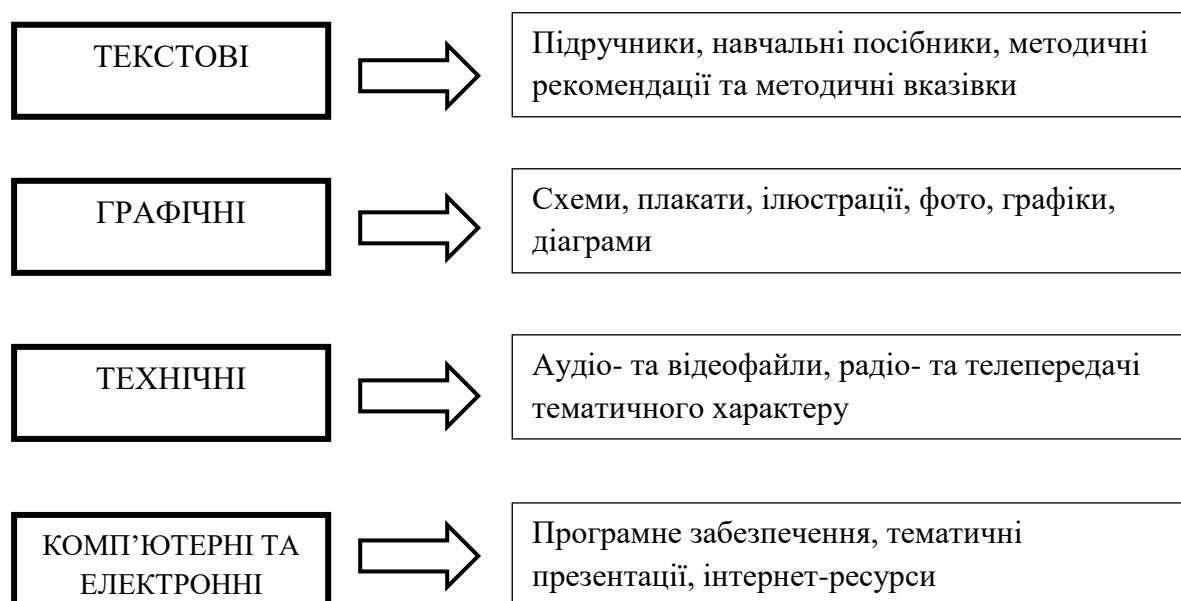 ТЕКСТОВІ
Підручники, навчальні посібники, методичні
рекомендації та методичні вказівки
ГРАФІЧНІ
Схеми, плакати, ілюстрації, фото, графіки,
діаграми
ТЕХНІЧНІ
Аудіо- та відеофайли, радіо- та телепередачі
тематичного характеру
КОМП’ЮТЕРНІ ТА
ЕЛЕКТРОННІ
Програмне забезпечення, тематичні
презентації, інтернет-ресурси